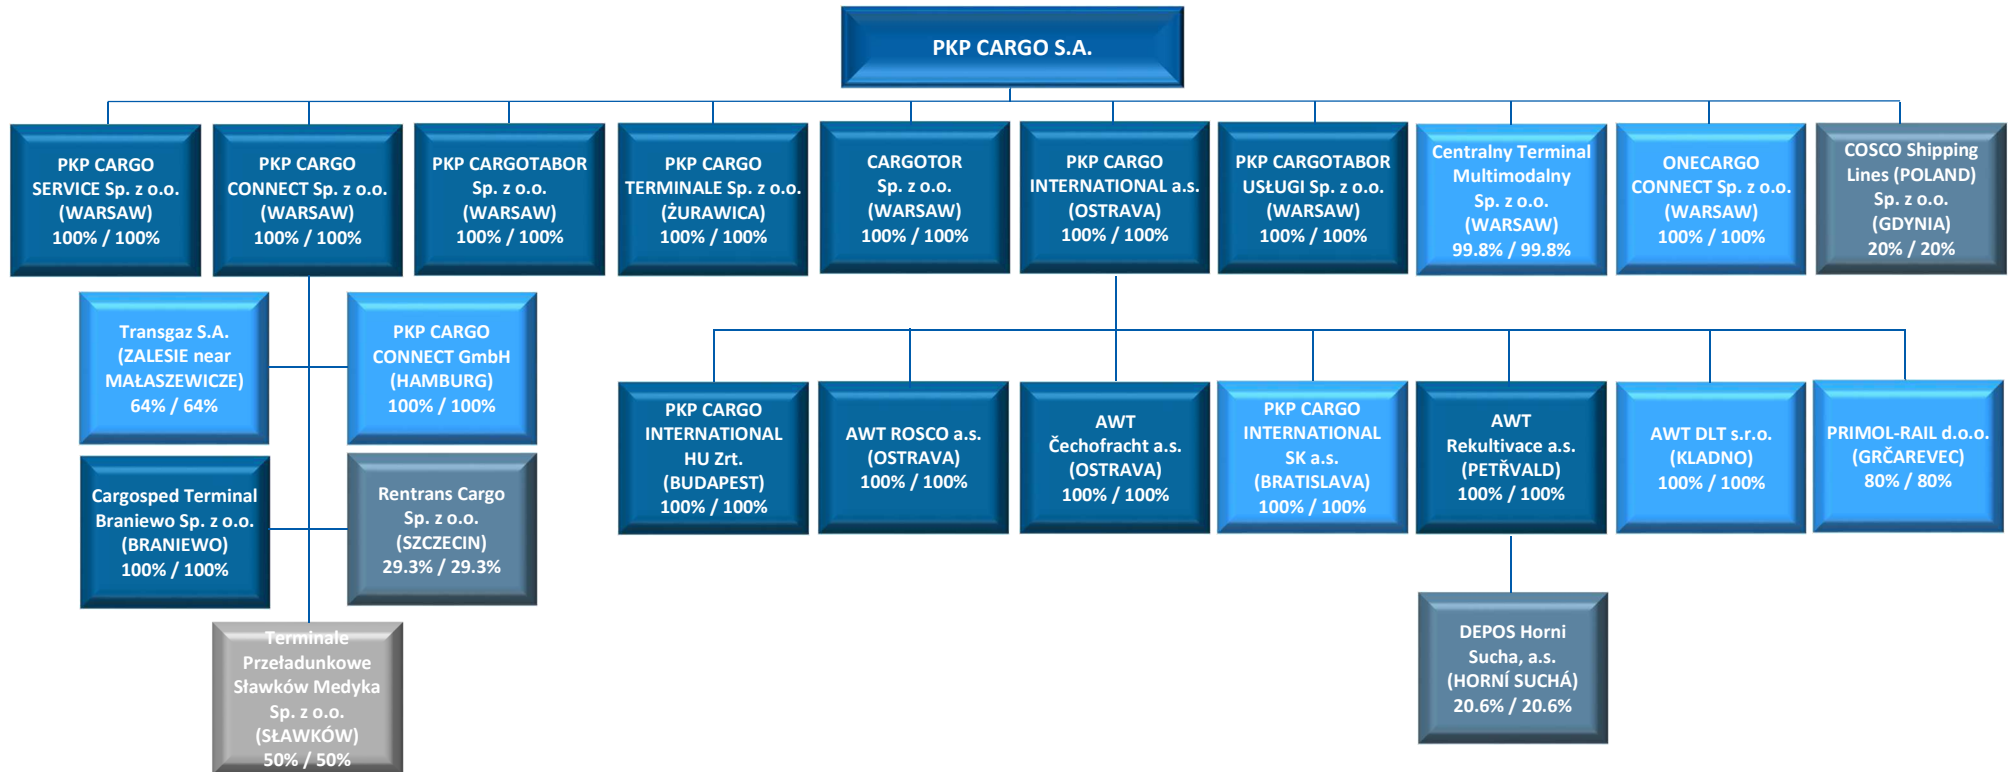 PKP CARGO S.A.
PKP CARGO
SERVICE Sp. z o.o.
(WARSAW)
100% / 100%
PKP CARGO
CONNECT Sp. z o.o.
(WARSAW)
100% / 100%
PKP CARGOTABOR
Sp. z o.o.
(WARSAW)
100% / 100%
PKP CARGO
TERMINALE Sp. z o.o.
(ŻURAWICA)
100% / 100%
CARGOTOR
Sp. z o.o.
(WARSAW)
100% / 100%
PKP CARGO
INTERNATIONAL a.s.
(OSTRAVA)
100% / 100%
PKP CARGOTABOR
USŁUGI Sp. z o.o.
(WARSAW)
100% / 100%
Centralny Terminal
Multimodalny
Sp. z o.o.
(WARSAW)
99.8% / 99.8%
ONECARGO
CONNECT Sp. z o.o.
(WARSAW)
100% / 100%
COSCO Shipping
Lines (POLAND)
Sp. z o.o.
(GDYNIA)
20% / 20%
Transgaz S.A.
(ZALESIE near
MAŁASZEWICZE)
64% / 64%
PKP CARGO
CONNECT GmbH
(HAMBURG)
100% / 100%
Cargosped Terminal
Braniewo Sp. z o.o.
(BRANIEWO)
100% / 100%
Rentrans Cargo
Sp. z o.o.
(SZCZECIN)
29.3% / 29.3%
Terminale
Przeładunkowe
Sławków Medyka
Sp. z o.o.
(SŁAWKÓW)
50% / 50%
PKP CARGO
INTERNATIONAL
HU Zrt.
(BUDAPEST)
100% / 100%
AWT ROSCO a.s.
(OSTRAVA)
100% / 100%
AWT
Čechofracht a.s.
(OSTRAVA)
100% / 100%
PKP CARGO
INTERNATIONAL
SK a.s.
(BRATISLAVA)
100% / 100%
AWT
Rekultivace a.s.
(PETŘVALD)
100% / 100%
AWT DLT s.r.o.
(KLADNO)
100% / 100%
PRIMOL-RAIL d.o.o.
(GRČAREVEC)
80% / 80%
DEPOS Horni
Sucha, a.s.
(HORNÍ SUCHÁ)
20.6% / 20.6%